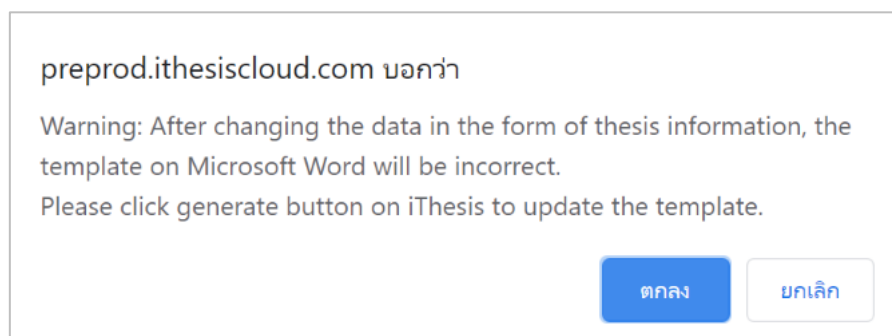 preprod.ithesiscloud.com บอกว่า
Warning: After changing the data in the form of thesis information, the
template on Microsoft Word will be incorrect.
Please click generate button on iThesis to update the template.
ตกลง ยกเลิก